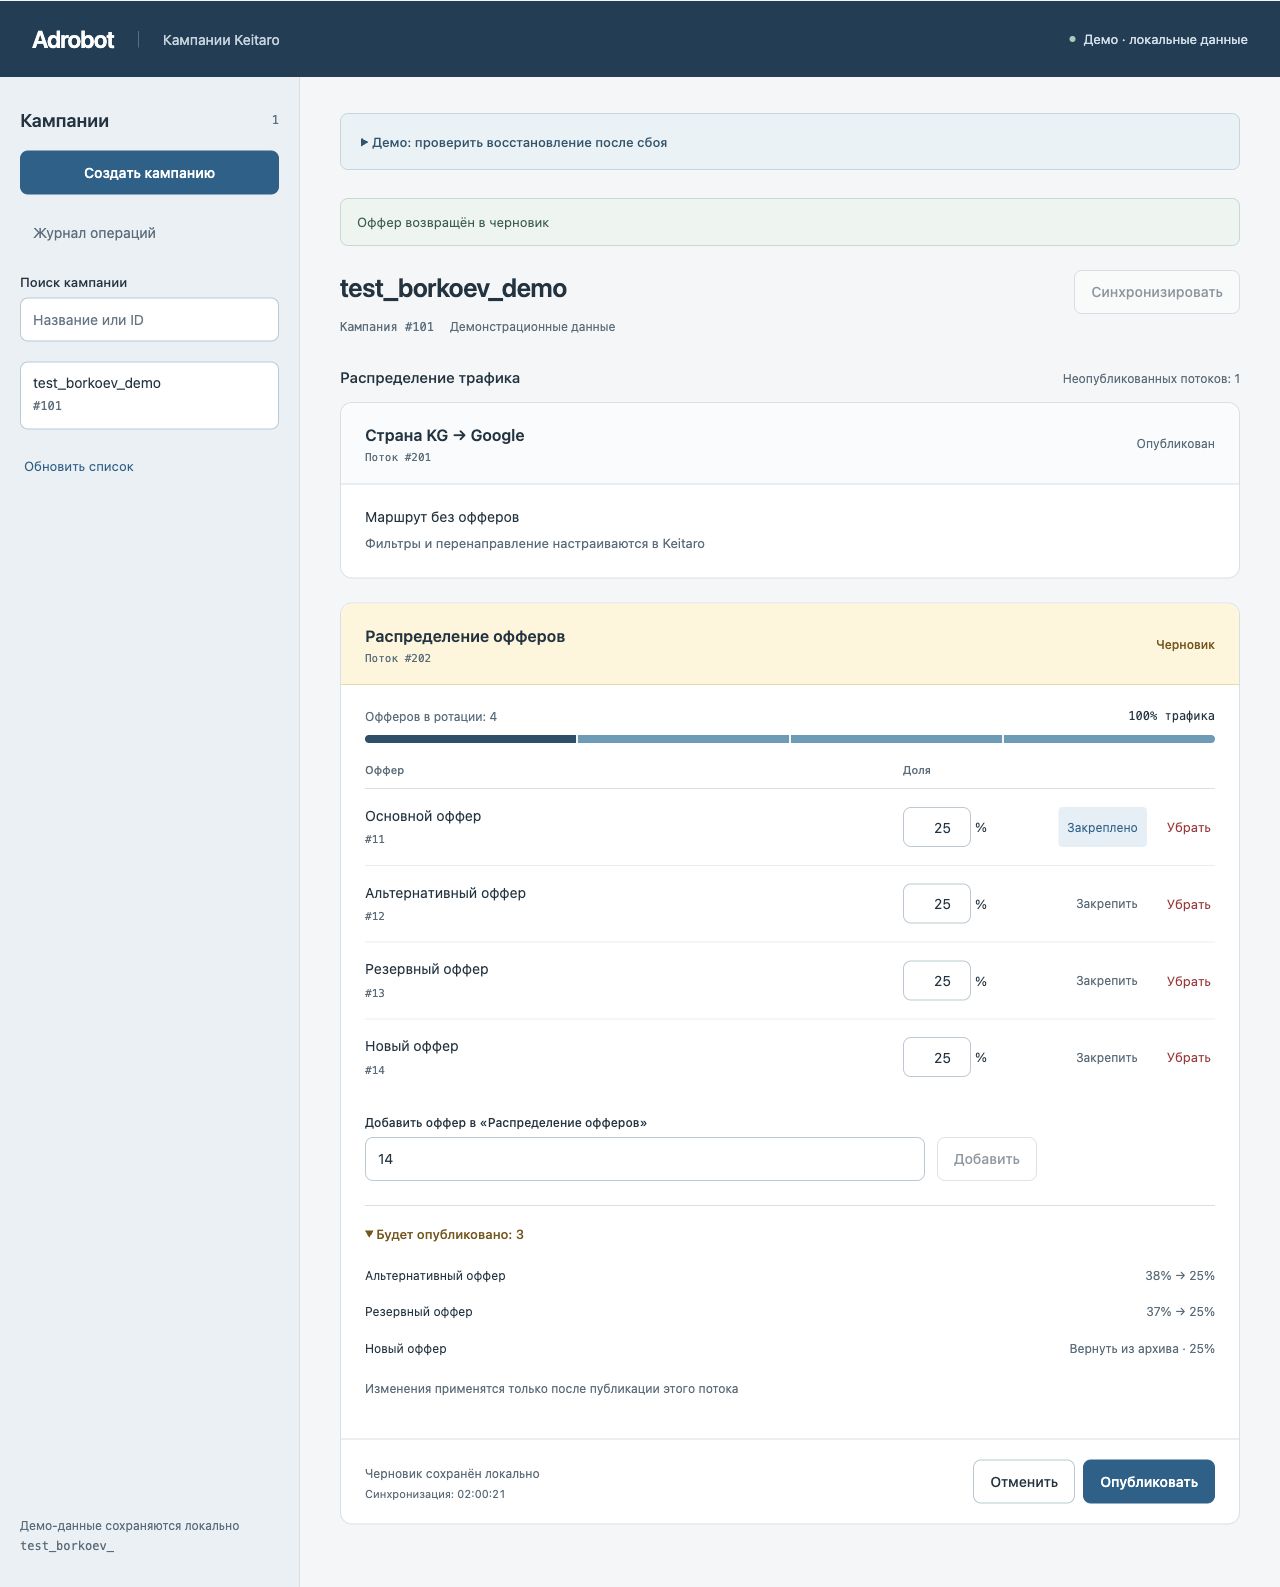 Adrobot
Кампании Keitaro
Демо · локальные данные
Кампании
1
Создать кампанию
Журнал операций
Поиск кампании
Название или ID
test_borkoev_demo
#101
Обновить список
Демо-данные сохраняются локально
test_borkoev_
Демо: проверить восстановление после сбоя
Оффер возвращён в черновик
test_borkoev_demo
Синхронизировать
Кампания #101 Демонстрационные данные
Распределение трафика
Неопубликованных потоков: 1
Страна KG → Google
Поток #201
Опубликован
Маршрут без офферов
Фильтры и перенаправление настраиваются в Keitaro
Распределение офферов
Поток #202
Черновик
Офферов в ротации: 4
100% трафика
Оффер
Доля
Основной оффер
#11
25 %
Закреплено
Убрать
Альтернативный оффер
#12
25 %
Закрепить
Убрать
Резервный оффер
#13
25 %
Закрепить
Убрать
Новый оффер
#14
25 %
Закрепить
Убрать
Добавить оффер в «Распределение офферов»
14
Добавить
Будет опубликовано: 3
Альтернативный оффер
38% → 25%
Резервный оффер
37% → 25%
Новый оффер
Вернуть из архива · 25%
Изменения применятся только после публикации этого потока
Черновик сохранён локально
Синхронизация: 02:00:21
Отменить
Опубликовать